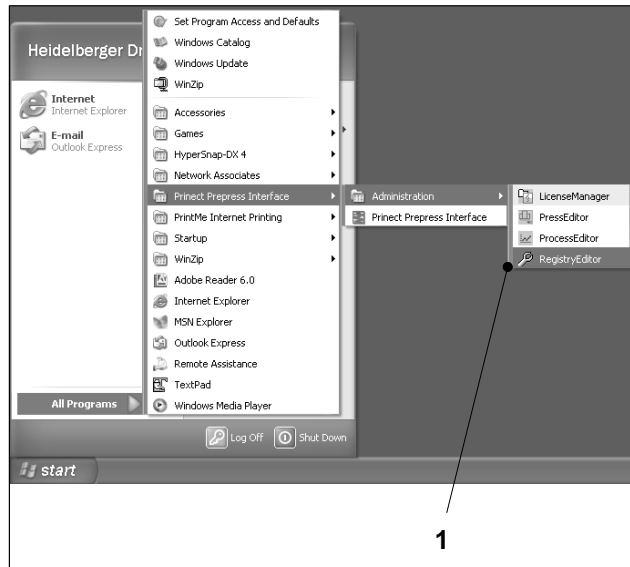 Heidelberger Dr
Internet
Internet Explorer
E-mail
Outlook Express
All Programs
Set Program Access and Defaults
Windows Catalog
Windows Update
WinZip
Accessories
Games
HyperSnap-DX 4
Network Associates
Prinect Prepress Interface
PrintMe Internet Printing
Startup
WinZip
Adobe Reader 6.0
Internet Explorer
MSN Explorer
Outlook Express
Remote Assistance
TextPad
Windows Media Player
Administration
Prinect Prepress Interface
LicenseManager
PressEditor
ProcessEditor
RegistryEditor
Log Off
Shut Down
start
1